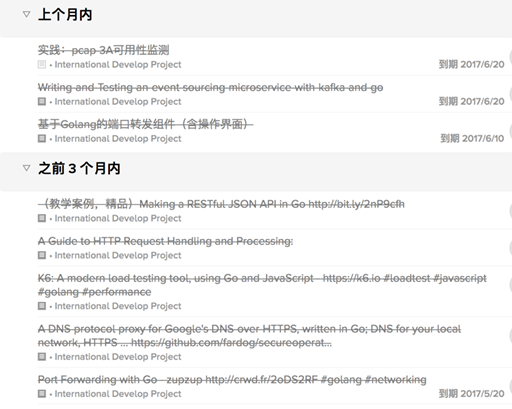 上个月内
实践：pcap 3A可用性监测
• International Develop Project
到期 2017/6/20
Writing and Testing an event sourcing microservice with kafka and go
• International Develop Project
到期 2017/6/20
基于Golang的端口转发组件（含操作界面）
• International Develop Project
到期 2017/6/10
之前 3 个月内
（教学案例，精品）Making a RESTful JSON API in Go http://bit.ly/2nP9cfh
• International Develop Project
A Guide to HTTP Request Handling and Processing:
• International Develop Project
K6: A modern load testing tool, using Go and JavaScript - https://k6.io #loadtest #javascript
#golang #performance
• International Develop Project
A DNS protocol proxy for Google's DNS over HTTPS, written in Go; DNS for your local
network, HTTPS ... https://github.com/fardog/secureoperat...
• International Develop Project
Port Forwarding with Go - zupzup http://crwd.fr/2oDS2RF #golang #networking
• International Develop Project
到期 2017/5/20